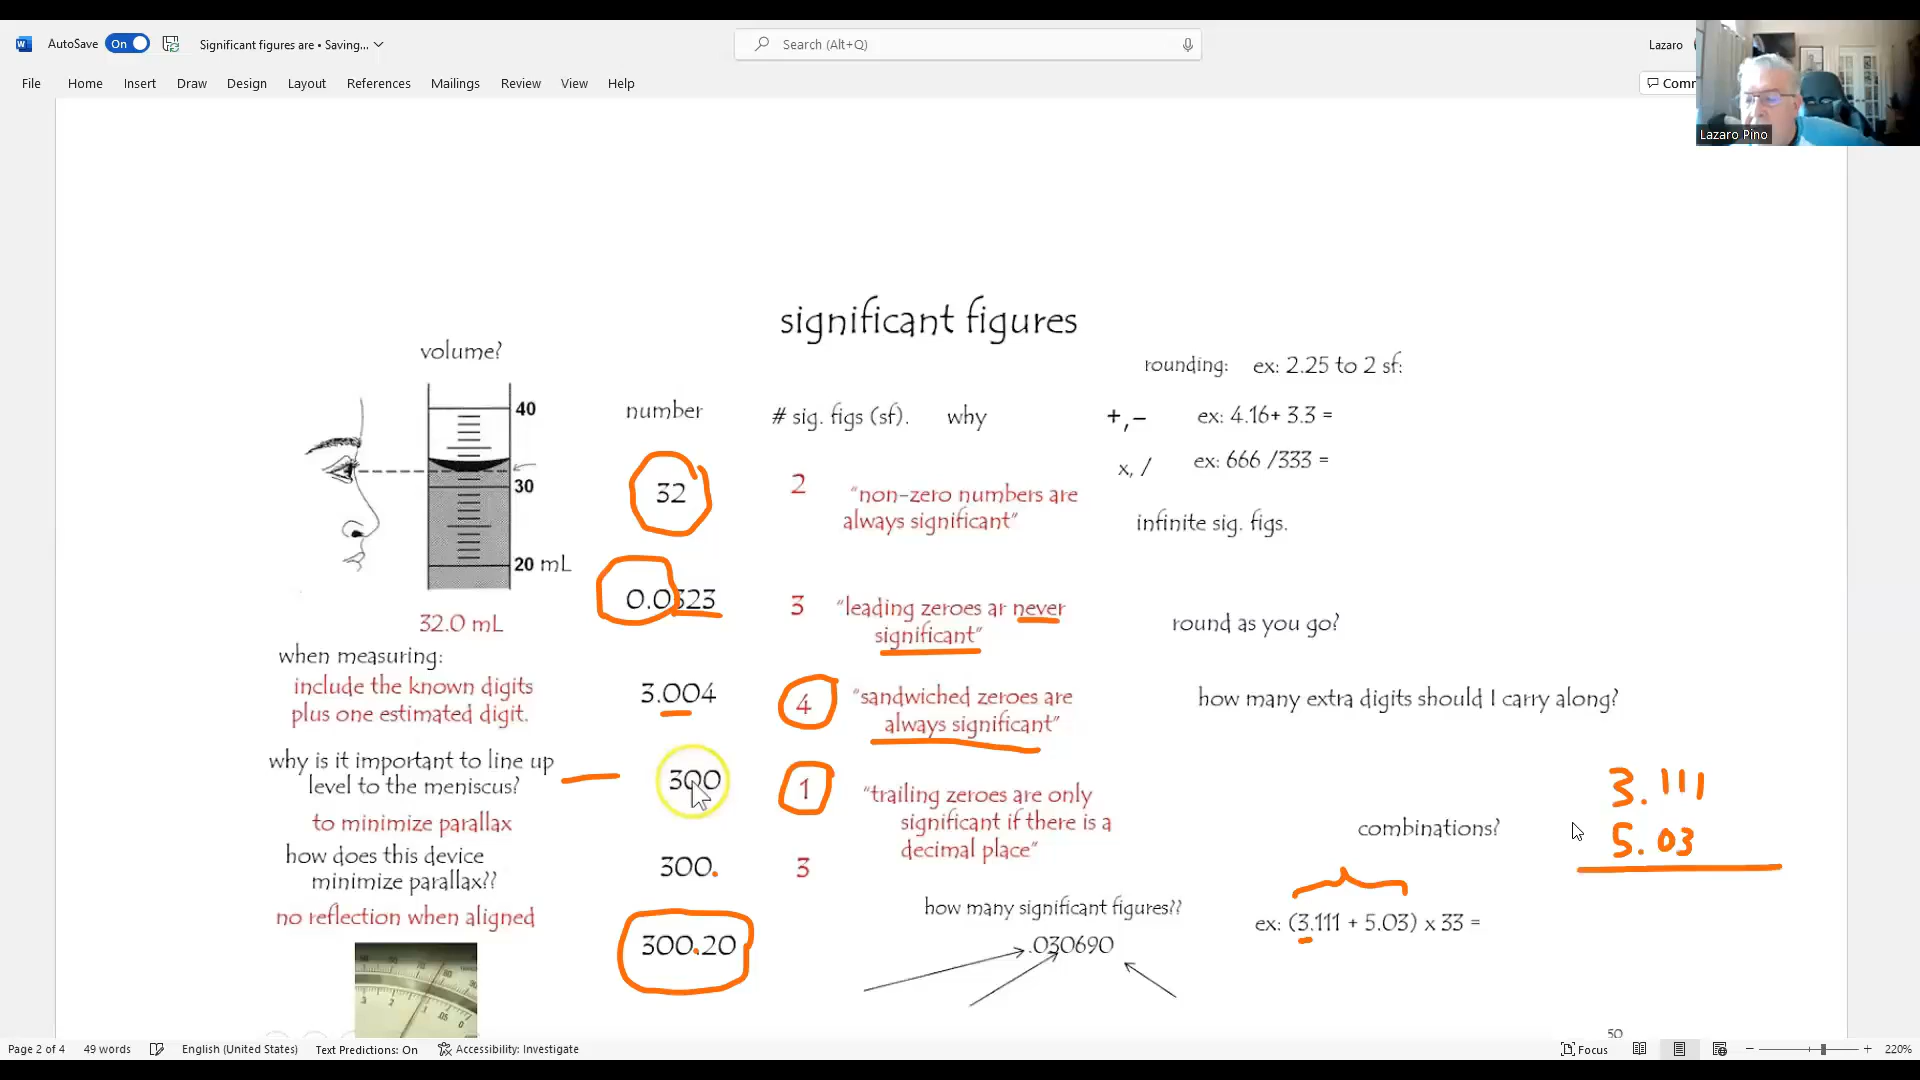 AutoSave On Significant figures are • Saving... Search (Alt+Q) Lazaro
File Home Insert Draw Design Layout References Mailings Review View Help Comm
Lazaro Pino
significant figures
volume?
40
30
20 mL
32.0 mL
when measuring:
include the known digits
plus one estimated digit.
why is it important to line up
level to the meniscus?
to minimize parallax
how does this device
minimize parallax??
no reflection when aligned
number
32
0.0323
3.004
300
300.
300.20
# sig. figs (sf).
2
3
4
1
3
why
"non-zero numbers are
always significant"
"leading zeroes ar never
significant"
"sandwiched zeroes are
always significant"
"trailing zeroes are only
significant if there is a
decimal place"
how many significant figures??
.030690
rounding: ex: 2.25 to 2 sf:
+,- ex: 4.16+ 3.3 =
x, / ex: 666 /333 =
infinite sig. figs.
round as you go?
how many extra digits should I carry along?
combinations?
ex: (3.111 + 5.03) x 33 =
3.111
5.03
50
Page 2 of 4 49 words English (United States) Text Predictions: On Accessibility: Investigate Focus 220%